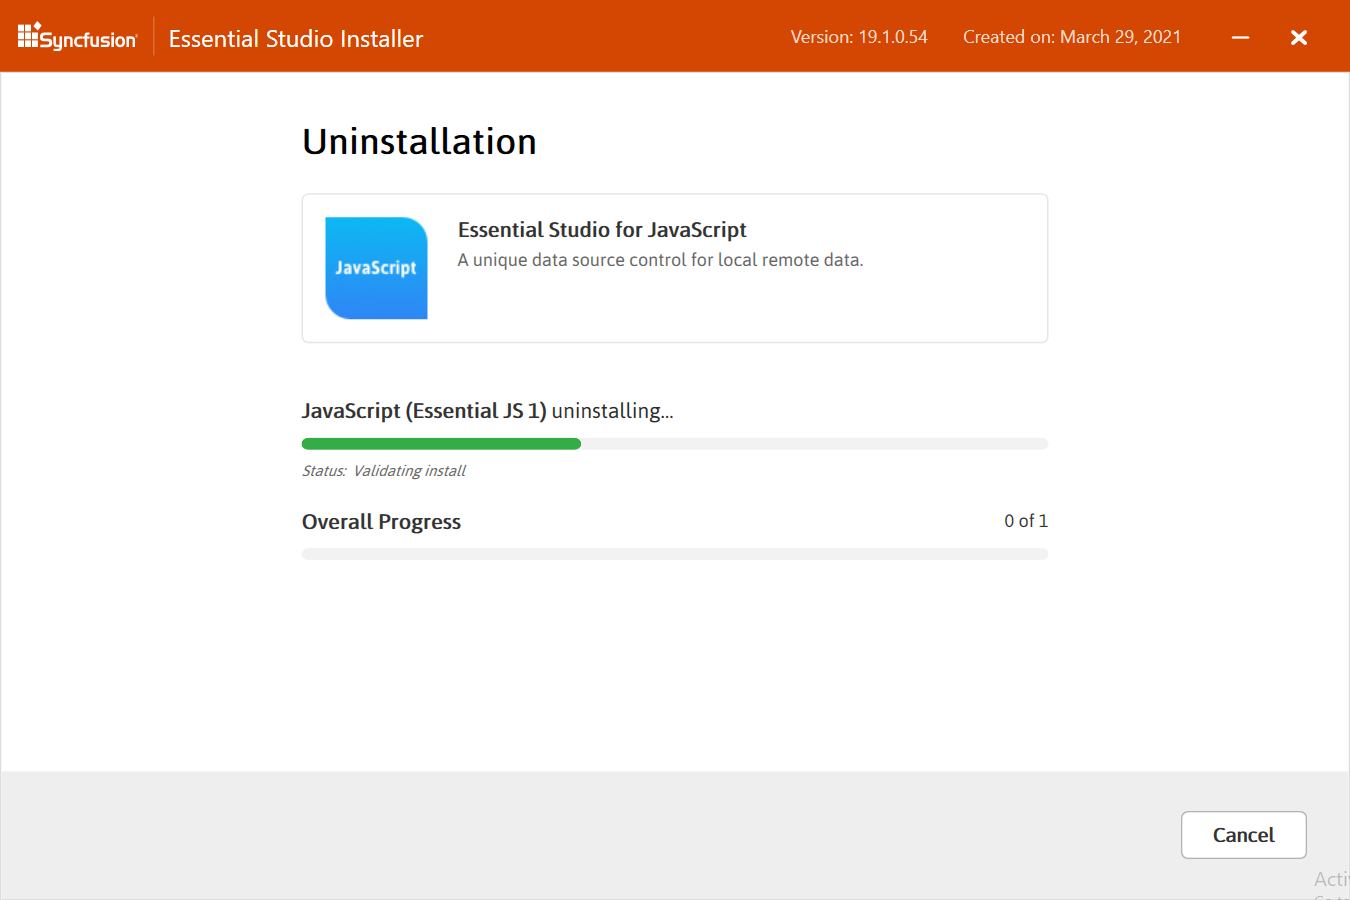 Syncfusion
Essential Studio Installer
Version: 19.1.0.54
Created on: March 29, 2021
Uninstallation
JavaScript
Essential Studio for JavaScript
A unique data source control for local remote data.
JavaScript (Essential JS 1) uninstalling...
Status: Validating install
Overall Progress
0 of 1
Cancel
Acti